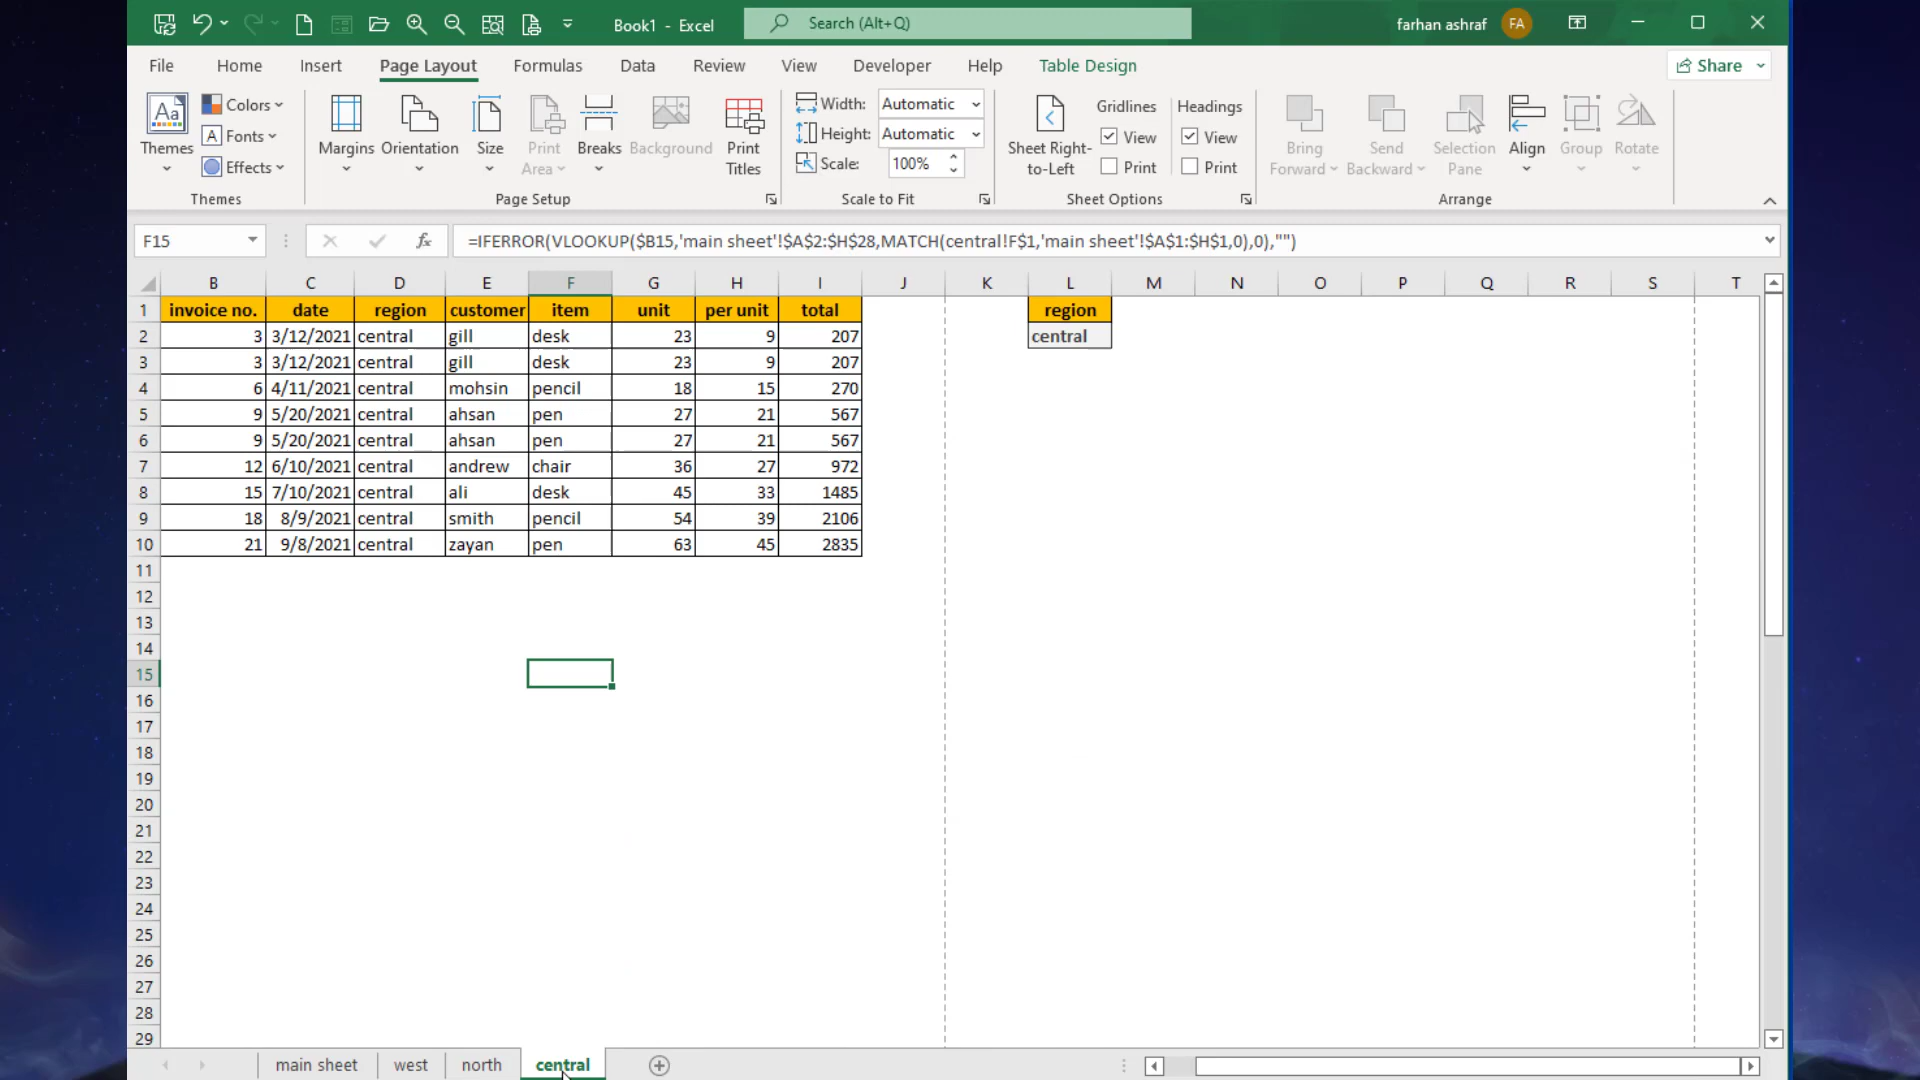 Book1 - Excel
Search (Alt+Q)
farhan ashraf
FA
File Home Insert Page Layout Formulas Data Review View Developer Help Table Design
Share
Aa
Themes
Colors
A Fonts
Effects
Themes
Margins
Orientation
Size
Print Area
Breaks
Background
Print Titles
Page Setup
Width: Automatic
Height: Automatic
Scale: 100%
Scale to Fit
Sheet Right-to-Left
Gridlines
View
Print
Headings
View
Print
Sheet Options
Bring Forward
Send Backward
Selection Pane
Align
Group
Rotate
Arrange
F15
fx
=IFERROR(VLOOKUP($B15,'main sheet'!$A$2:$H$28,MATCH(central!F$1,'main sheet'!$A$1:$H$1,0),0),"")
B C D E F G H I J K L M N O P Q R S T
1 invoice no. date region customer item unit per unit total region
2 3 3/12/2021 central gill desk 23 9 207 central
3 3 3/12/2021 central gill desk 23 9 207
4 6 4/11/2021 central mohsin pencil 18 15 270
5 9 5/20/2021 central ahsan pen 27 21 567
6 9 5/20/2021 central ahsan pen 27 21 567
7 12 6/10/2021 central andrew chair 36 27 972
8 15 7/10/2021 central ali desk 45 33 1485
9 18 8/9/2021 central smith pencil 54 39 2106
10 21 9/8/2021 central zayan pen 63 45 2835
11
12
13
14
15
16
17
18
19
20
21
22
23
24
25
26
27
28
29
main sheet west north central